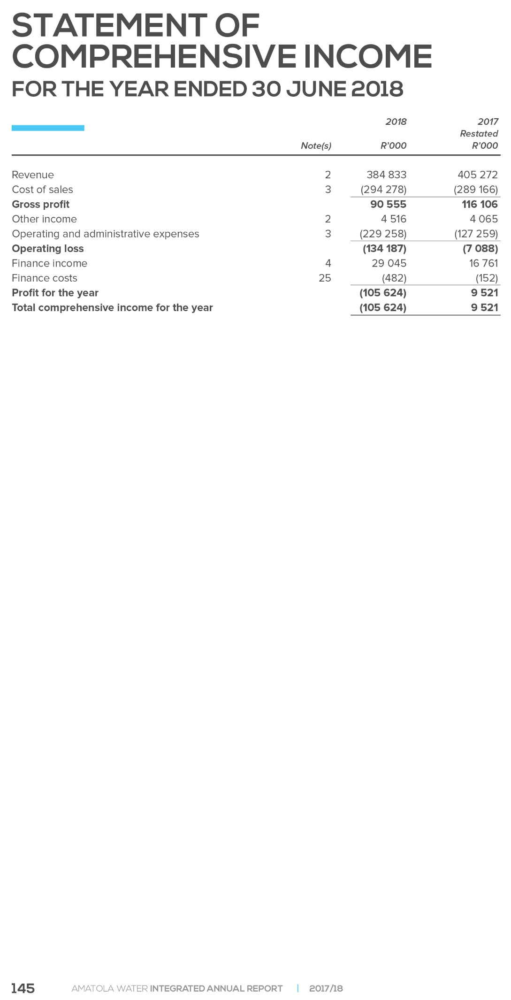 STATEMENT OF
COMPREHENSIVE INCOME
FOR THE YEAR ENDED 30 JUNE 2018
2018 2017
Restated
Note(s) R’000 R’000
Revenue 2 384 833 405 272
Cost of sales 3 (294 278) (289 166)
Gross profit 90 555 116 106
Other income 2 4 516 4 065
Operating and administrative expenses 3 (229 258) (127 259)
Operating loss (134 187) (7 088)
Finance income 4 29 045 16 761
Finance costs 25 (482) (152)
Profit for the year (105 624) 9 521
Total comprehensive income for the year (105 624) 9 521
145 AMATOLA WATER INTEGRATED ANNUAL REPORT | 2017/18